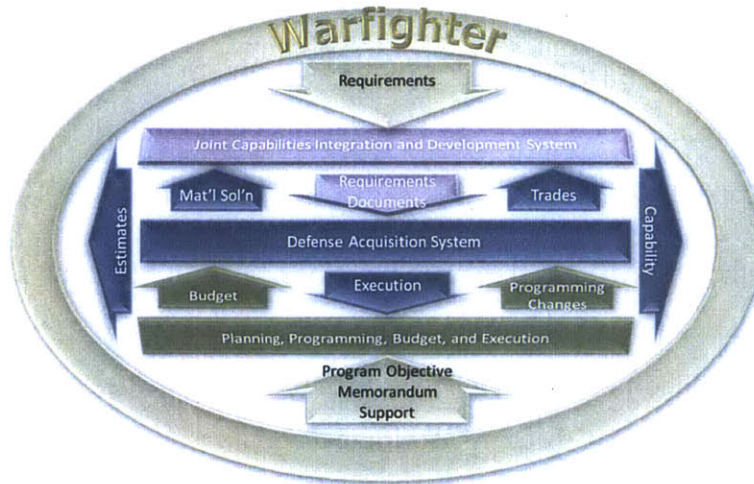 Warfighter
Requirements
Joint Capabilities Integration and Development System
Mat'l Sol'n
Requirements
Documents
Trades
Estimates
Capability
Defense Acquisition System
Budget
Execution
Programming
Changes
Planning, Programming, Budget, and Execution
Program Objective
Memorandum
Support